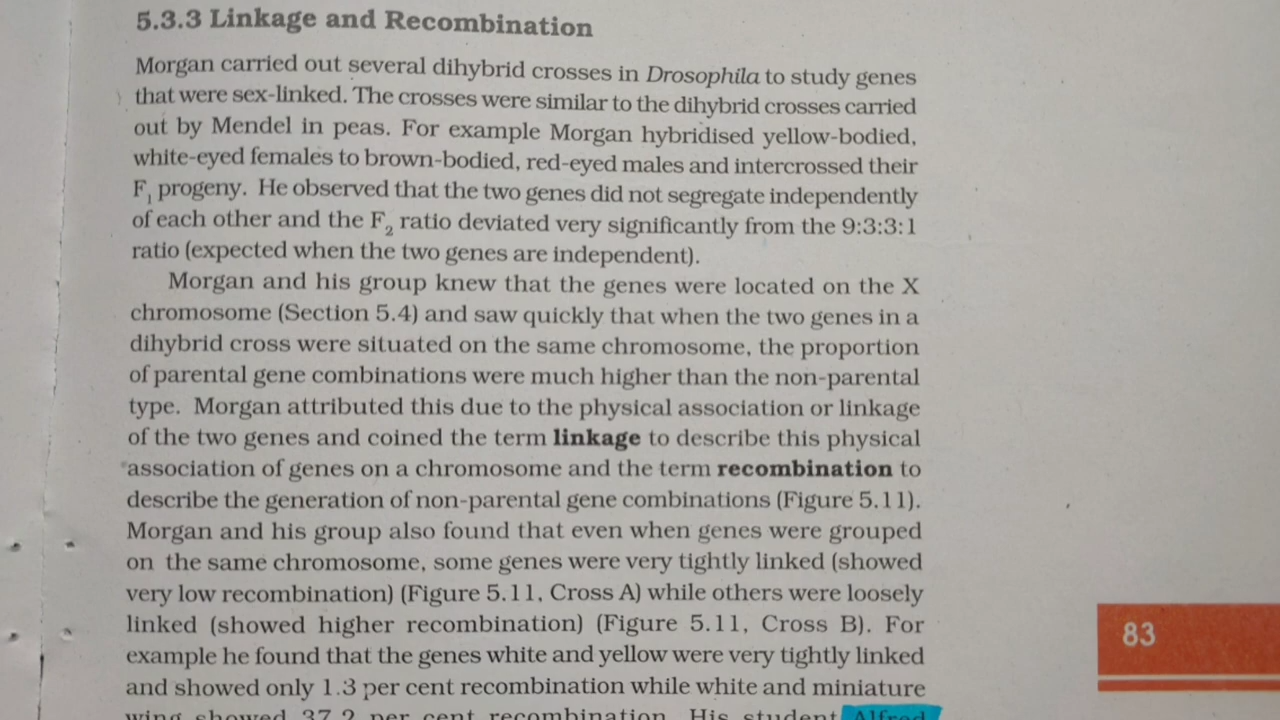 5.3.3 Linkage and Recombination
Morgan carried out several dihybrid crosses in Drosophila to study genes
that were sex-linked. The crosses were similar to the dihybrid crosses carried
out by Mendel in peas. For example Morgan hybridised yellow-bodied,
white-eyed females to brown-bodied, red-eyed males and intercrossed their
F₁ progeny. He observed that the two genes did not segregate independently
of each other and the F₂ ratio deviated very significantly from the 9:3:3:1
ratio (expected when the two genes are independent).
Morgan and his group knew that the genes were located on the X
chromosome (Section 5.4) and saw quickly that when the two genes in a
dihybrid cross were situated on the same chromosome, the proportion
of parental gene combinations were much higher than the non-parental
type. Morgan attributed this due to the physical association or linkage
of the two genes and coined the term linkage to describe this physical
association of genes on a chromosome and the term recombination to
describe the generation of non-parental gene combinations (Figure 5.11).
Morgan and his group also found that even when genes were grouped
on the same chromosome, some genes were very tightly linked (showed
very low recombination) (Figure 5.11, Cross A) while others were loosely
linked (showed higher recombination) (Figure 5.11, Cross B). For
example he found that the genes white and yellow were very tightly linked
and showed only 1.3 per cent recombination while white and miniature
wing showed 37.2 per cent recombination. His student Alfred
83